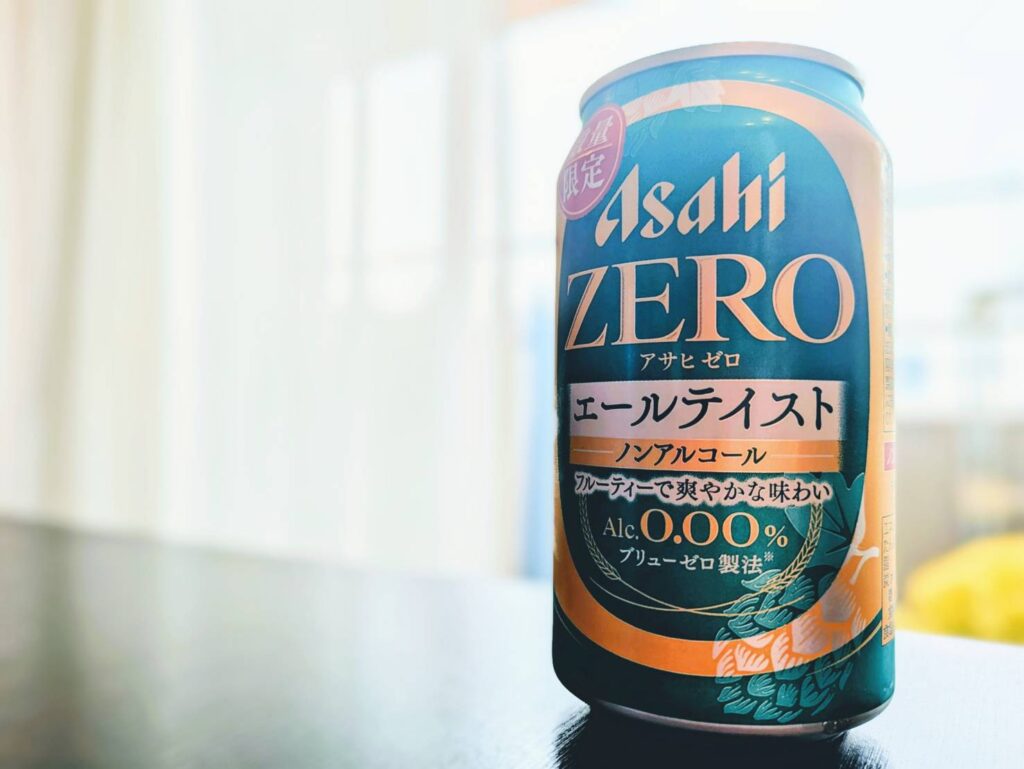 数量
限定
Asahi
ZERO
アサヒ ゼロ
エールテイスト
ノンアルコール
フルーティーで爽やかな味わい
Alc.0.00%
ブリューゼロ製法※